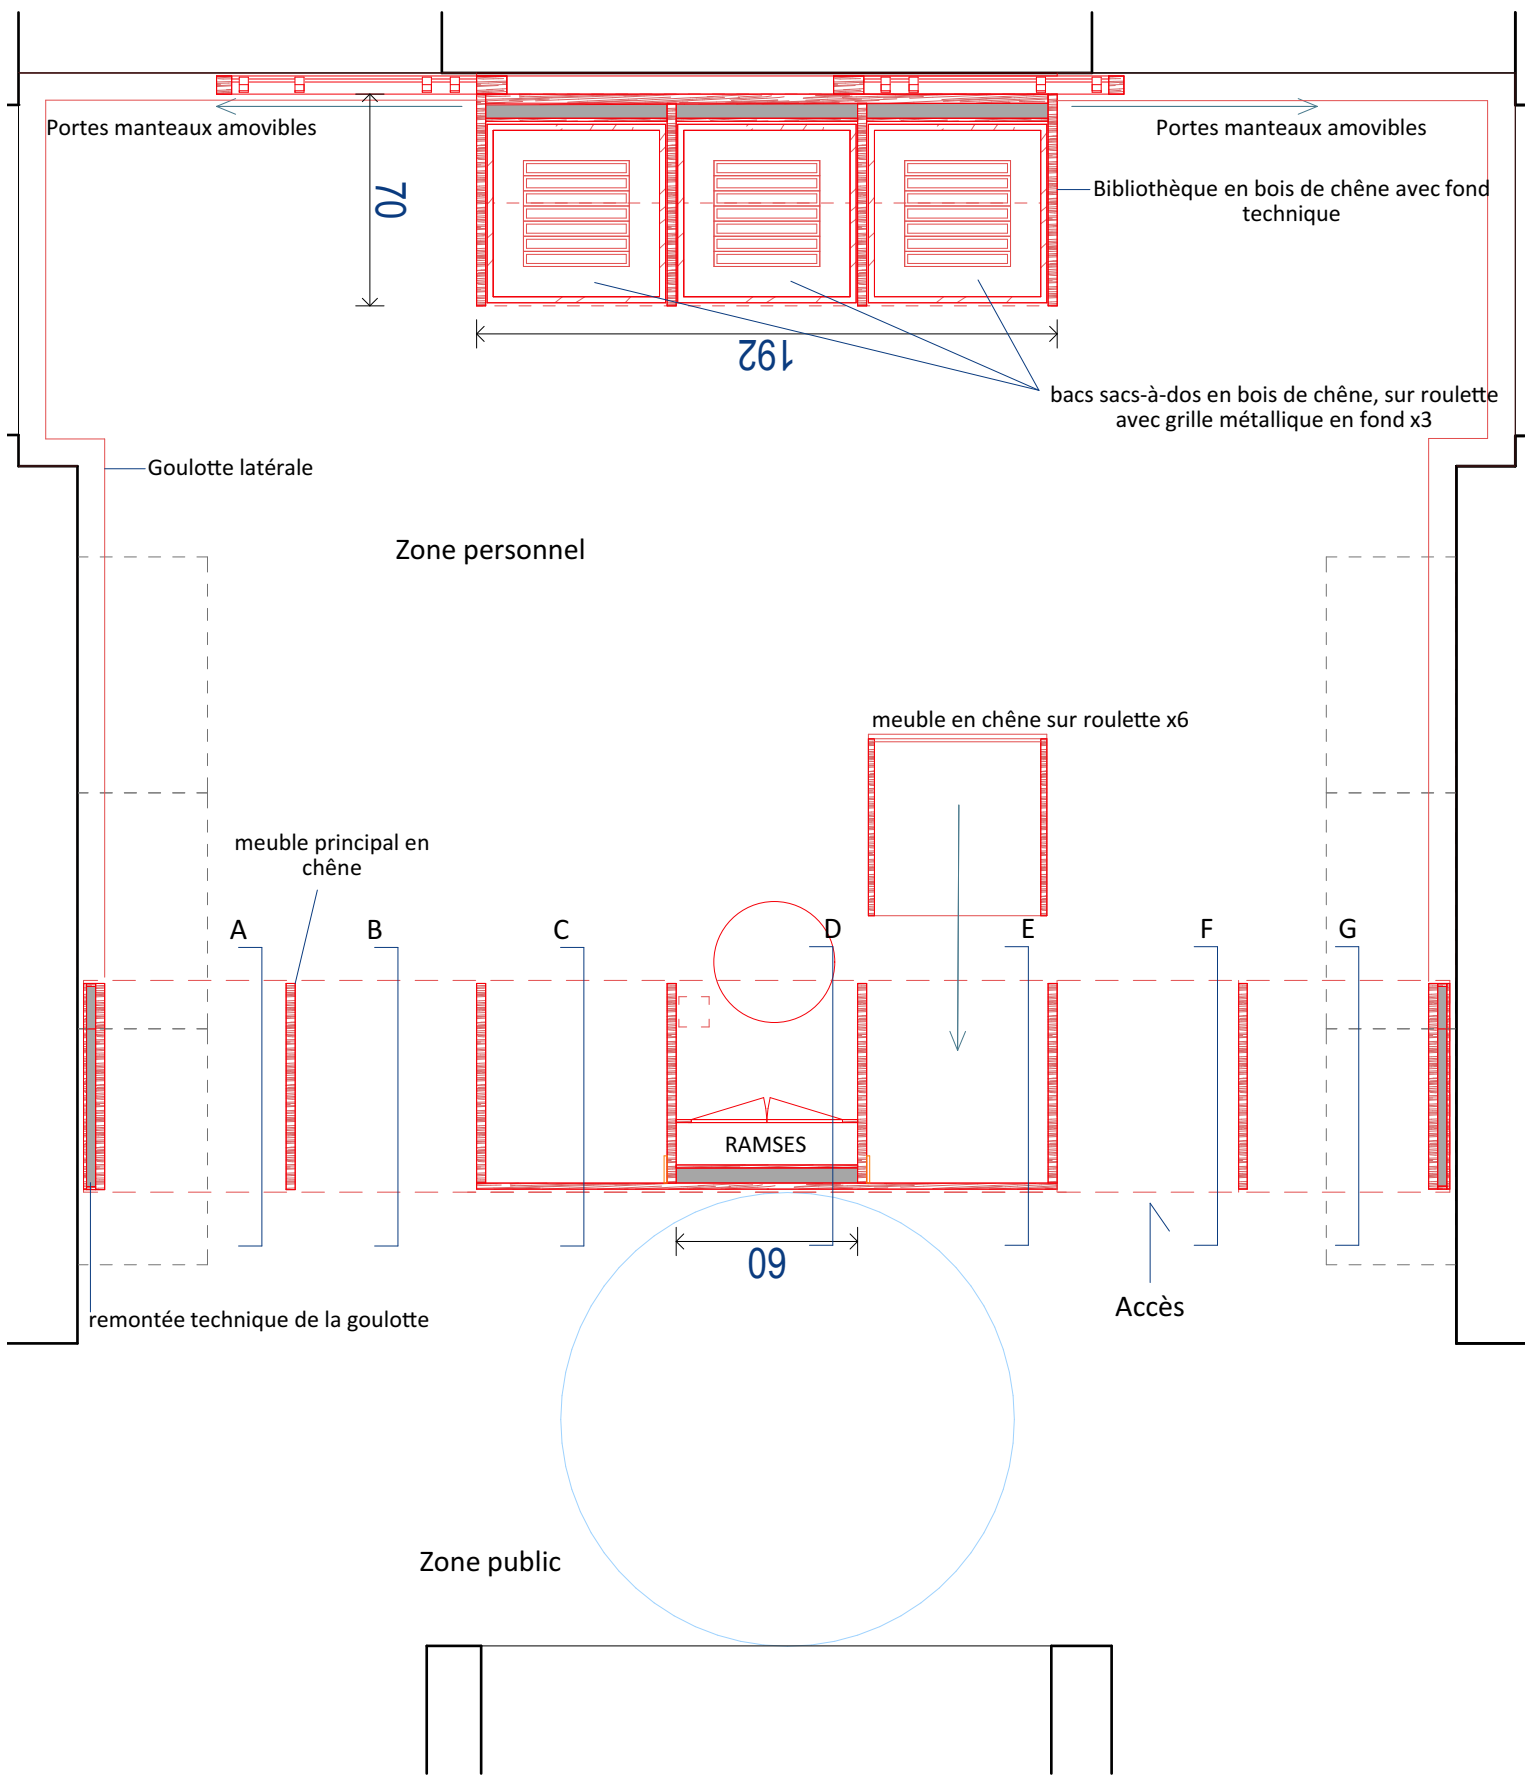 Portes manteaux amovibles
Portes manteaux amovibles
70
Bibliothèque en bois de chêne avec fond
technique
192
bacs sacs-à-dos en bois de chêne, sur roulette
avec grille métallique en fond x3
Goulotte latérale
Zone personnel
meuble en chêne sur roulette x6
meuble principal en
chêne
A
B
C
D
E
F
G
RAMSES
60
Accès
remontée technique de la goulotte
Zone public